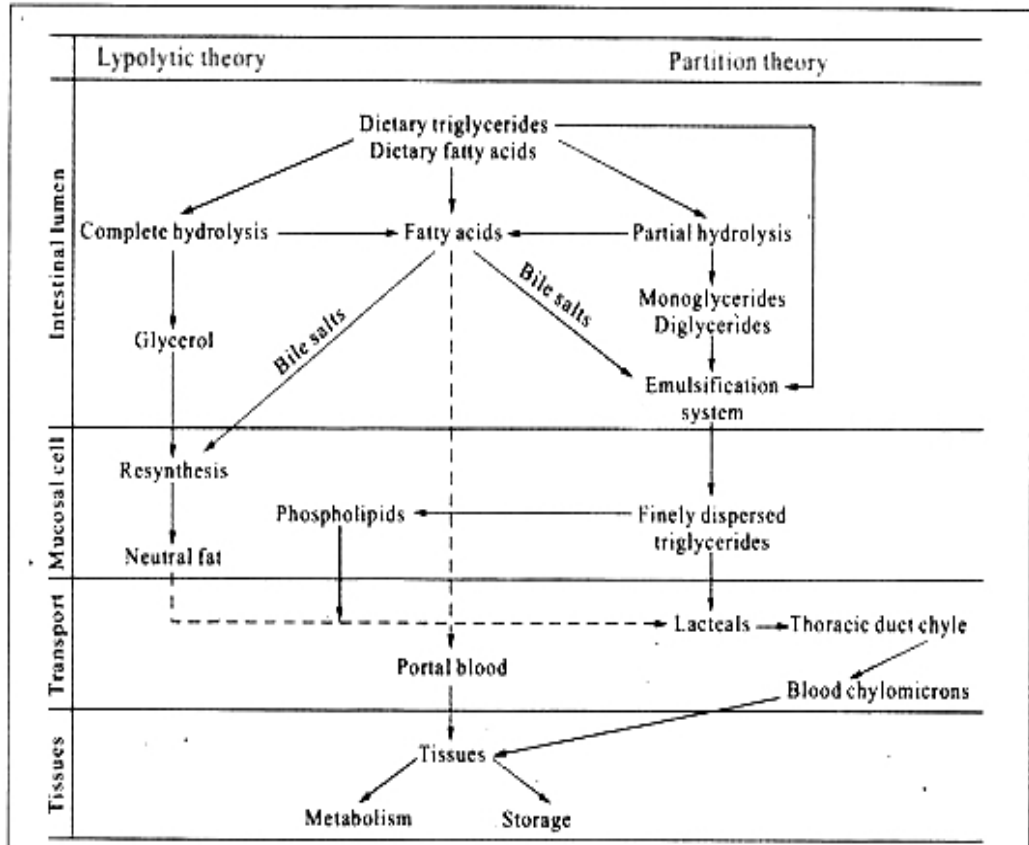 Lypolytic theory
Partition theory
Intestinal lumen
Dietary triglycerides
Dietary fatty acids
Complete hydrolysis
Fatty acids
Partial hydrolysis
Bile salts
Bile salts
Monoglycerides
Diglycerides
Glycerol
Emulsification
system
Mucosal cell
Resynthesis
Phospholipids
Finely dispersed
triglycerides
Neutral fat
Transport
Lacteals
Thoracic duct chyle
Portal blood
Blood chylomicrons
Tissues
Tissues
Metabolism
Storage